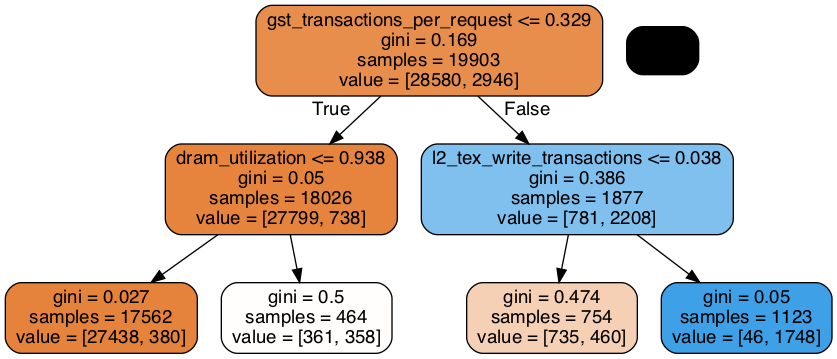 gst_transactions_per_request <= 0.329
gini = 0.169
samples = 19903
value = [28580, 2946]
True
False
dram_utilization <= 0.938
gini = 0.05
samples = 18026
value = [27799, 738]
l2_tex_write_transactions <= 0.038
gini = 0.386
samples = 1877
value = [781, 2208]
gini = 0.027
samples = 17562
value = [27438, 380]
gini = 0.5
samples = 464
value = [361, 358]
gini = 0.474
samples = 754
value = [735, 460]
gini = 0.05
samples = 1123
value = [46, 1748]